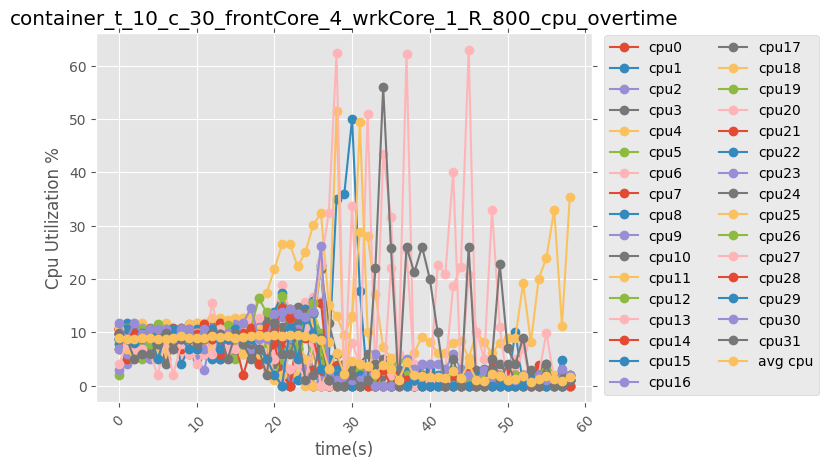 container_t_10_c_30_frontCore_4_wrkCore_1_R_800_cpu_overtime
Cpu Utilization %
60
50
40
30
20
10
0
0
10
20
30
40
50
60
time(s)
cpu0
cpu1
cpu2
cpu3
cpu4
cpu5
cpu6
cpu7
cpu8
cpu9
cpu10
cpu11
cpu12
cpu13
cpu14
cpu15
cpu16
cpu17
cpu18
cpu19
cpu20
cpu21
cpu22
cpu23
cpu24
cpu25
cpu26
cpu27
cpu28
cpu29
cpu30
cpu31
avg cpu